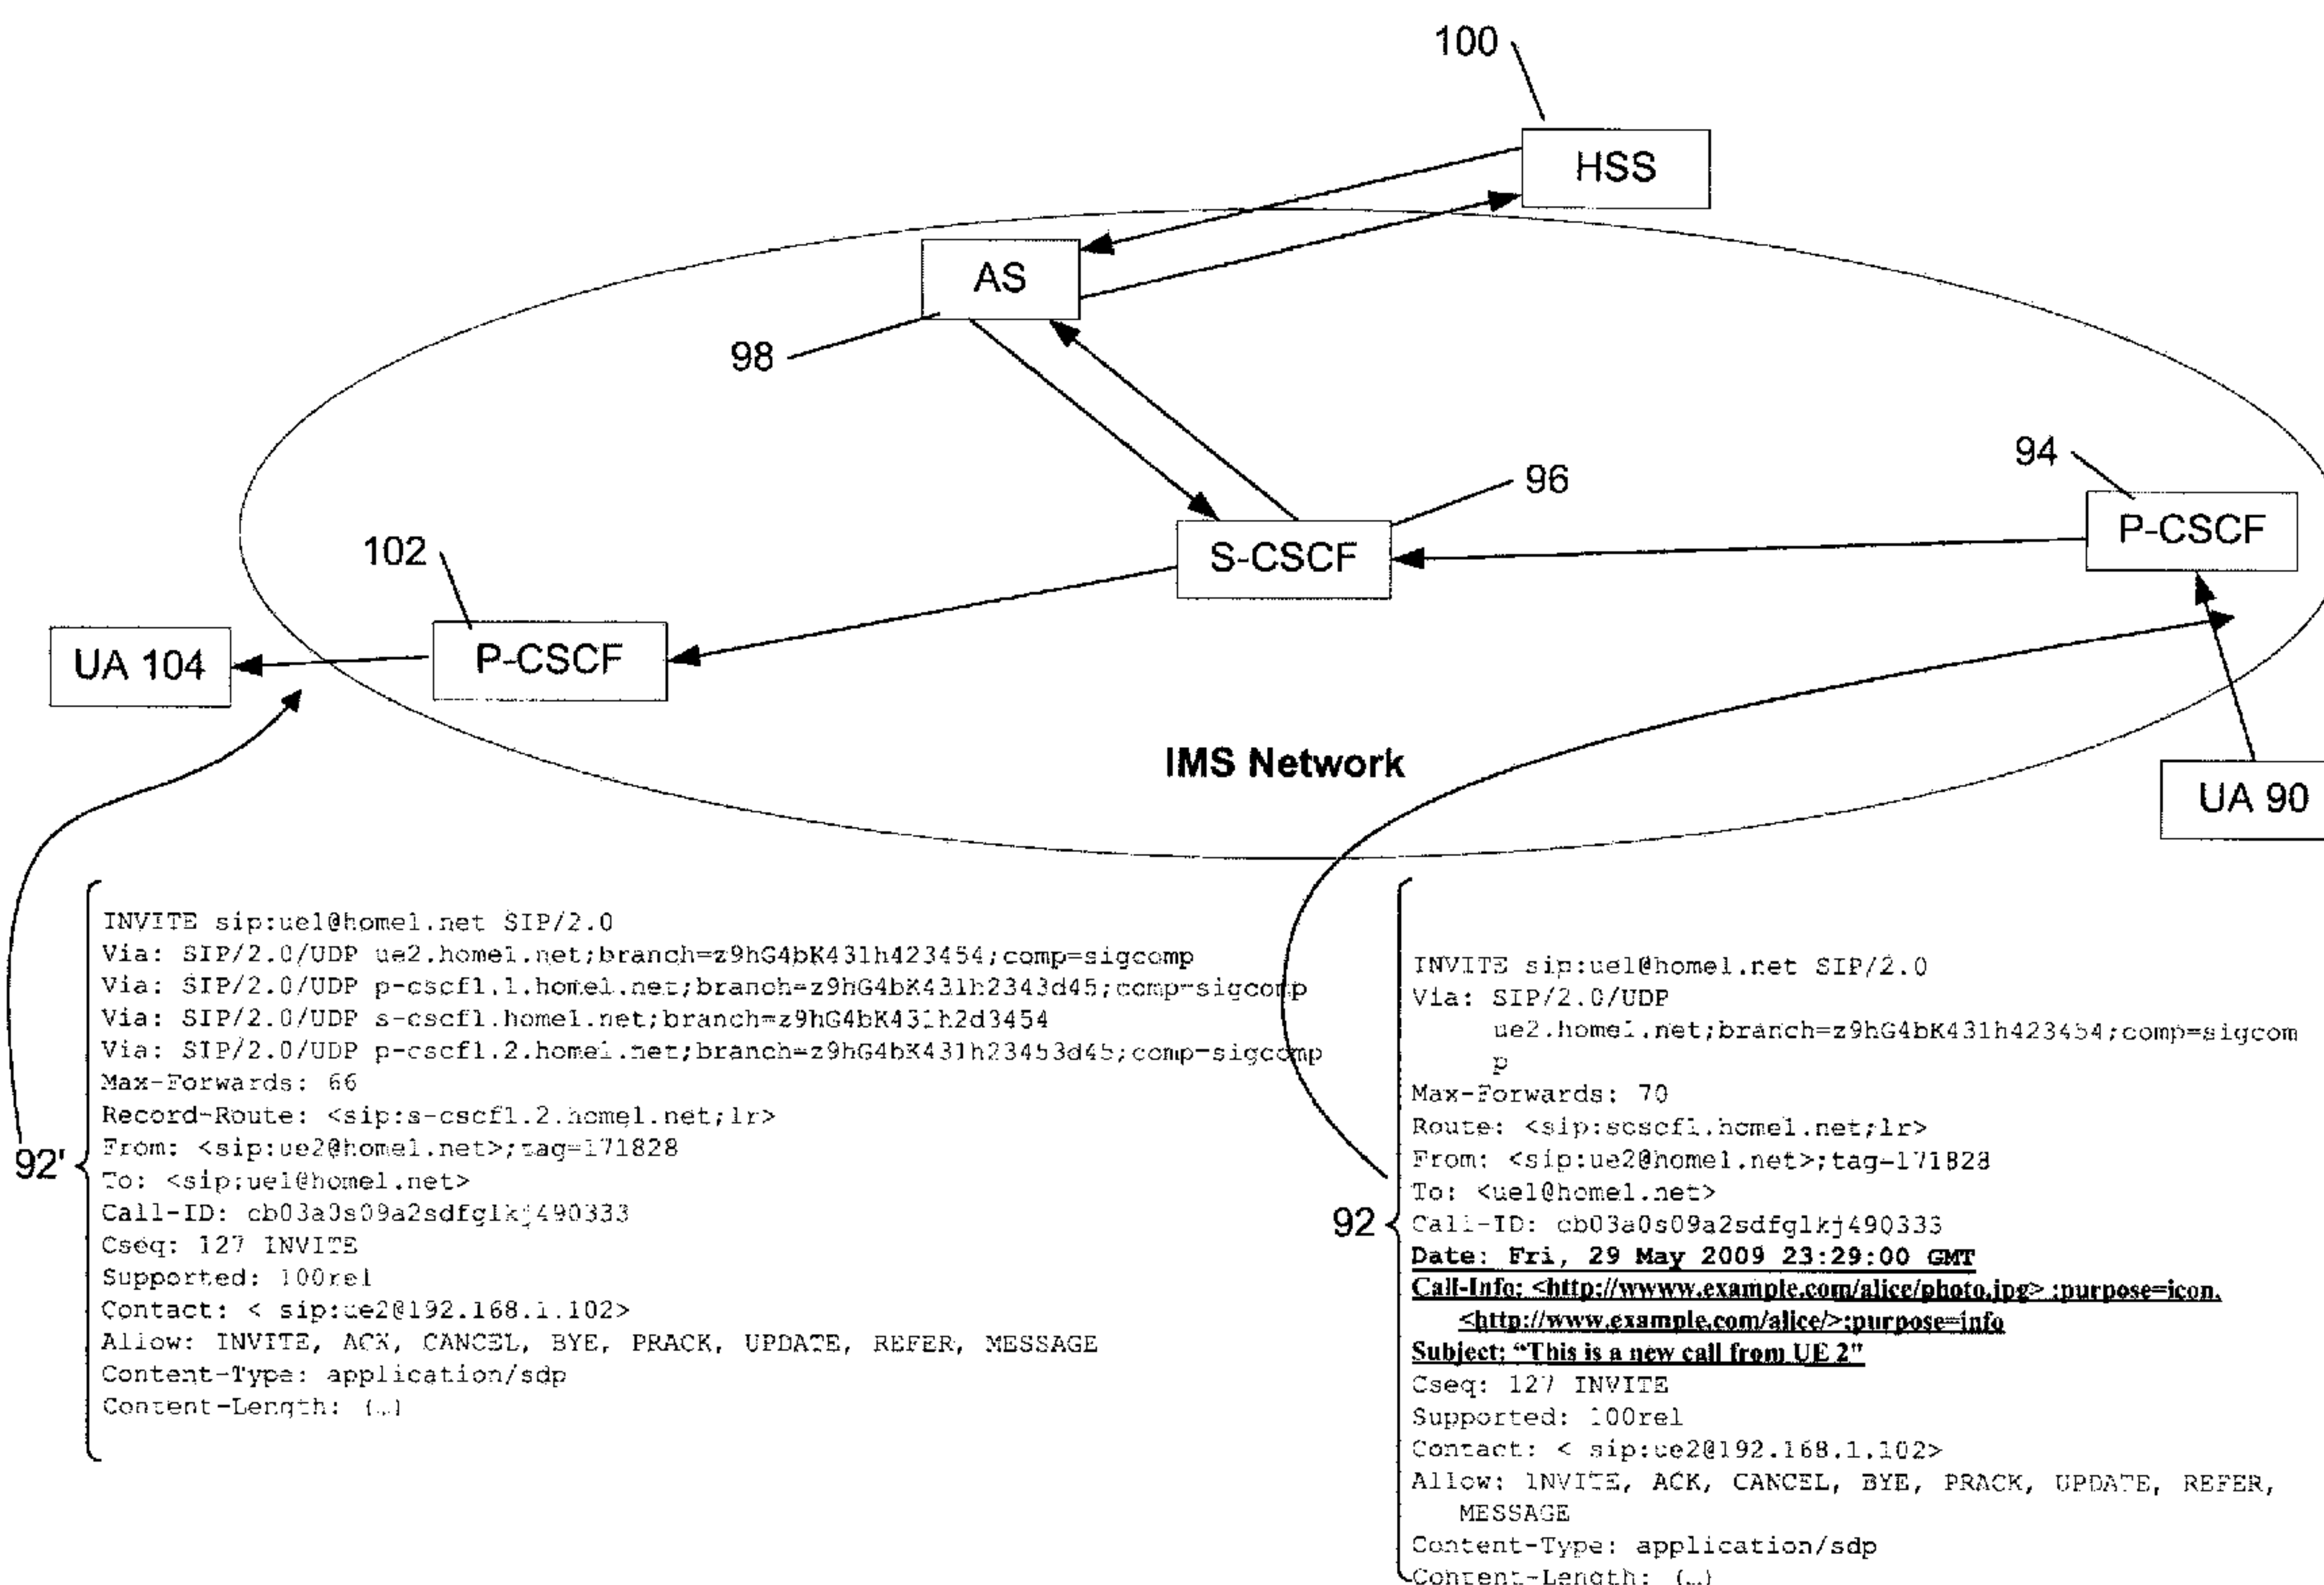 100
HSS
AS
98
94
96
P-CSCF
S-CSCF
102
UA 104
P-CSCF
IMS Network
UA 90
92'
INVITE sip:ue1@home1.net SIP/2.0
Via: SIP/2.0/UDP ue2.home1.net;branch=z9hG4bK431h423454;comp=sigcomp
Via: SIP/2.0/UDP p-cscf1.1.home1.net;branch=z9hG4bK431h2343d45;comp=sigcomp
Via: SIP/2.0/UDP s-cscf1.home1.net;branch=z9hG4bK431h2d3454
Via: SIP/2.0/UDP p-cscf1.2.home1.net;branch=z9hG4bK431h23453d45;comp=sigcomp
Max-Forwards: 66
Record-Route: <sip:s-cscf1.2.home1.net;lr>
From: <sip:ue2@home1.net>;tag=171828
To: <sip:ue1@home1.net>
Call-ID: cb03a0s09a2sdfglkj490333
Cseq: 127 INVITE
Supported: 100rel
Contact: < sip:ue2@192.168.1.102>
Allow: INVITE, ACK, CANCEL, BYE, PRACK, UPDATE, REFER, MESSAGE
Content-Type: application/sdp
Content-Length: (…)
92
INVITE sip:ue1@home1.net SIP/2.0
Via: SIP/2.0/UDP
ue2.home1.net;branch=z9hG4bK431h423454;comp=sigcom
p
Max-Forwards: 70
Route: <sip:scscf1.home1.net;lr>
From: <sip:ue2@home1.net>;tag=171828
To: <ue1@home1.net>
Call-ID: cb03a0s09a2sdfglkj490333
Date: Fri, 29 May 2009 23:29:00 GMT
Call-Info: <http://wwww.example.com/alice/photo.jpg> ;purpose=icon,
<http://www.example.com/alice/>;purpose=info
Subject: “This is a new call from UE 2”
Cseq: 127 INVITE
Supported: 100rel
Contact: < sip:ue2@192.168.1.102>
Allow: INVITE, ACK, CANCEL, BYE, PRACK, UPDATE, REFER,
MESSAGE
Content-Type: application/sdp
Content-Length: (…)